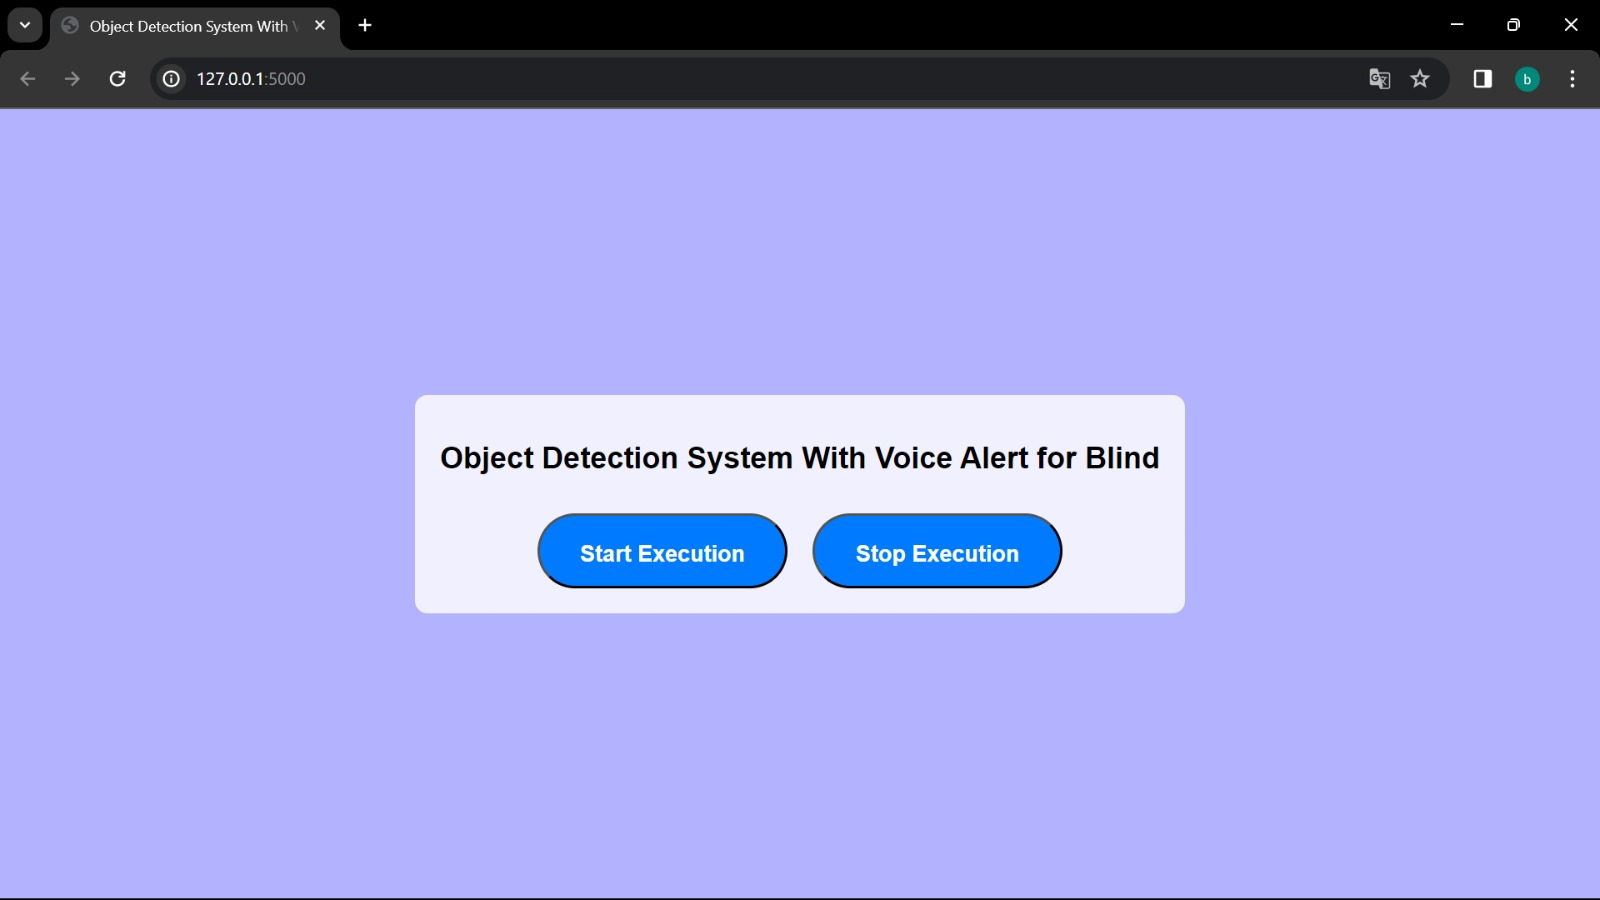 Object Detection System With
127.0.0.1:5000
b
Object Detection System With Voice Alert for Blind
Start Execution
Stop Execution